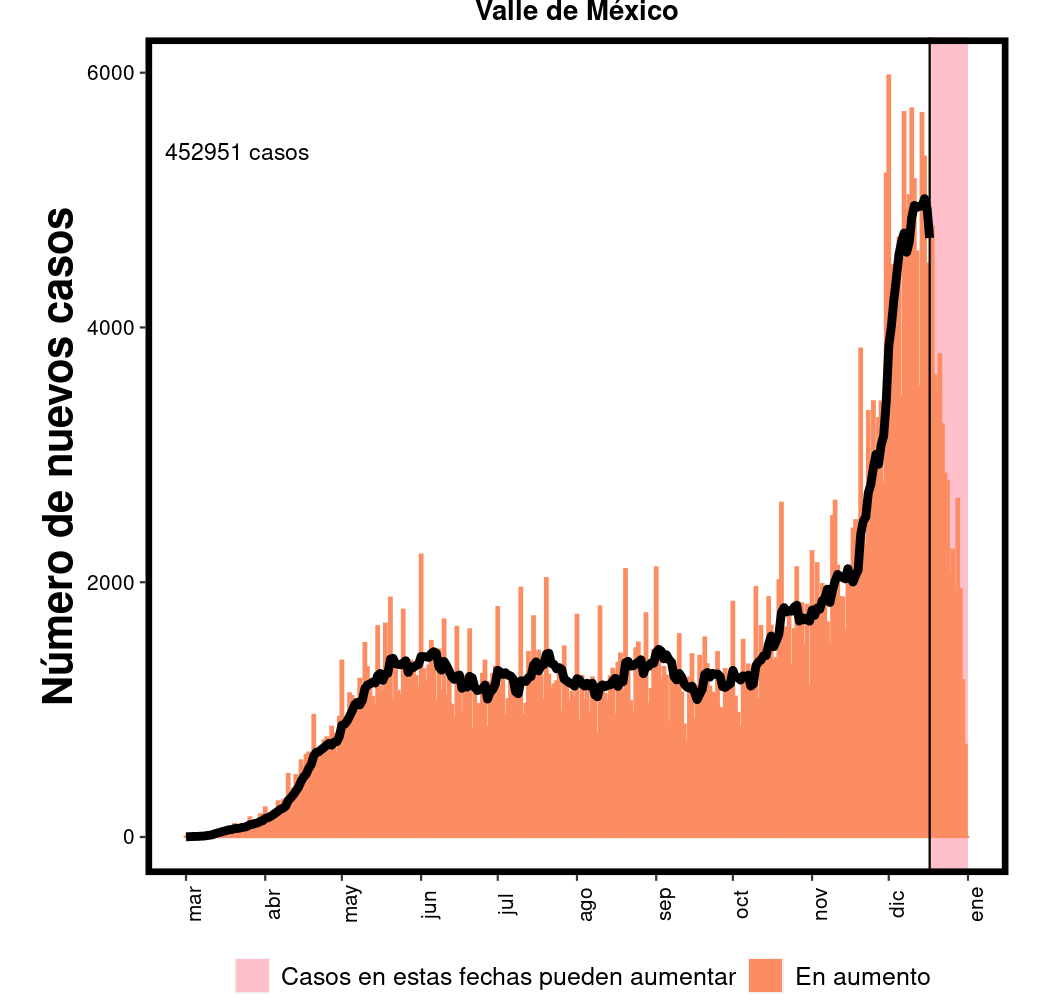 Valle de México
6000
452951 casos
4000
2000
0
Número de nuevos casos
mar
abr
may
jun
jul
ago
sep
oct
nov
dic
ene
Casos en estas fechas pueden aumentar
En aumento